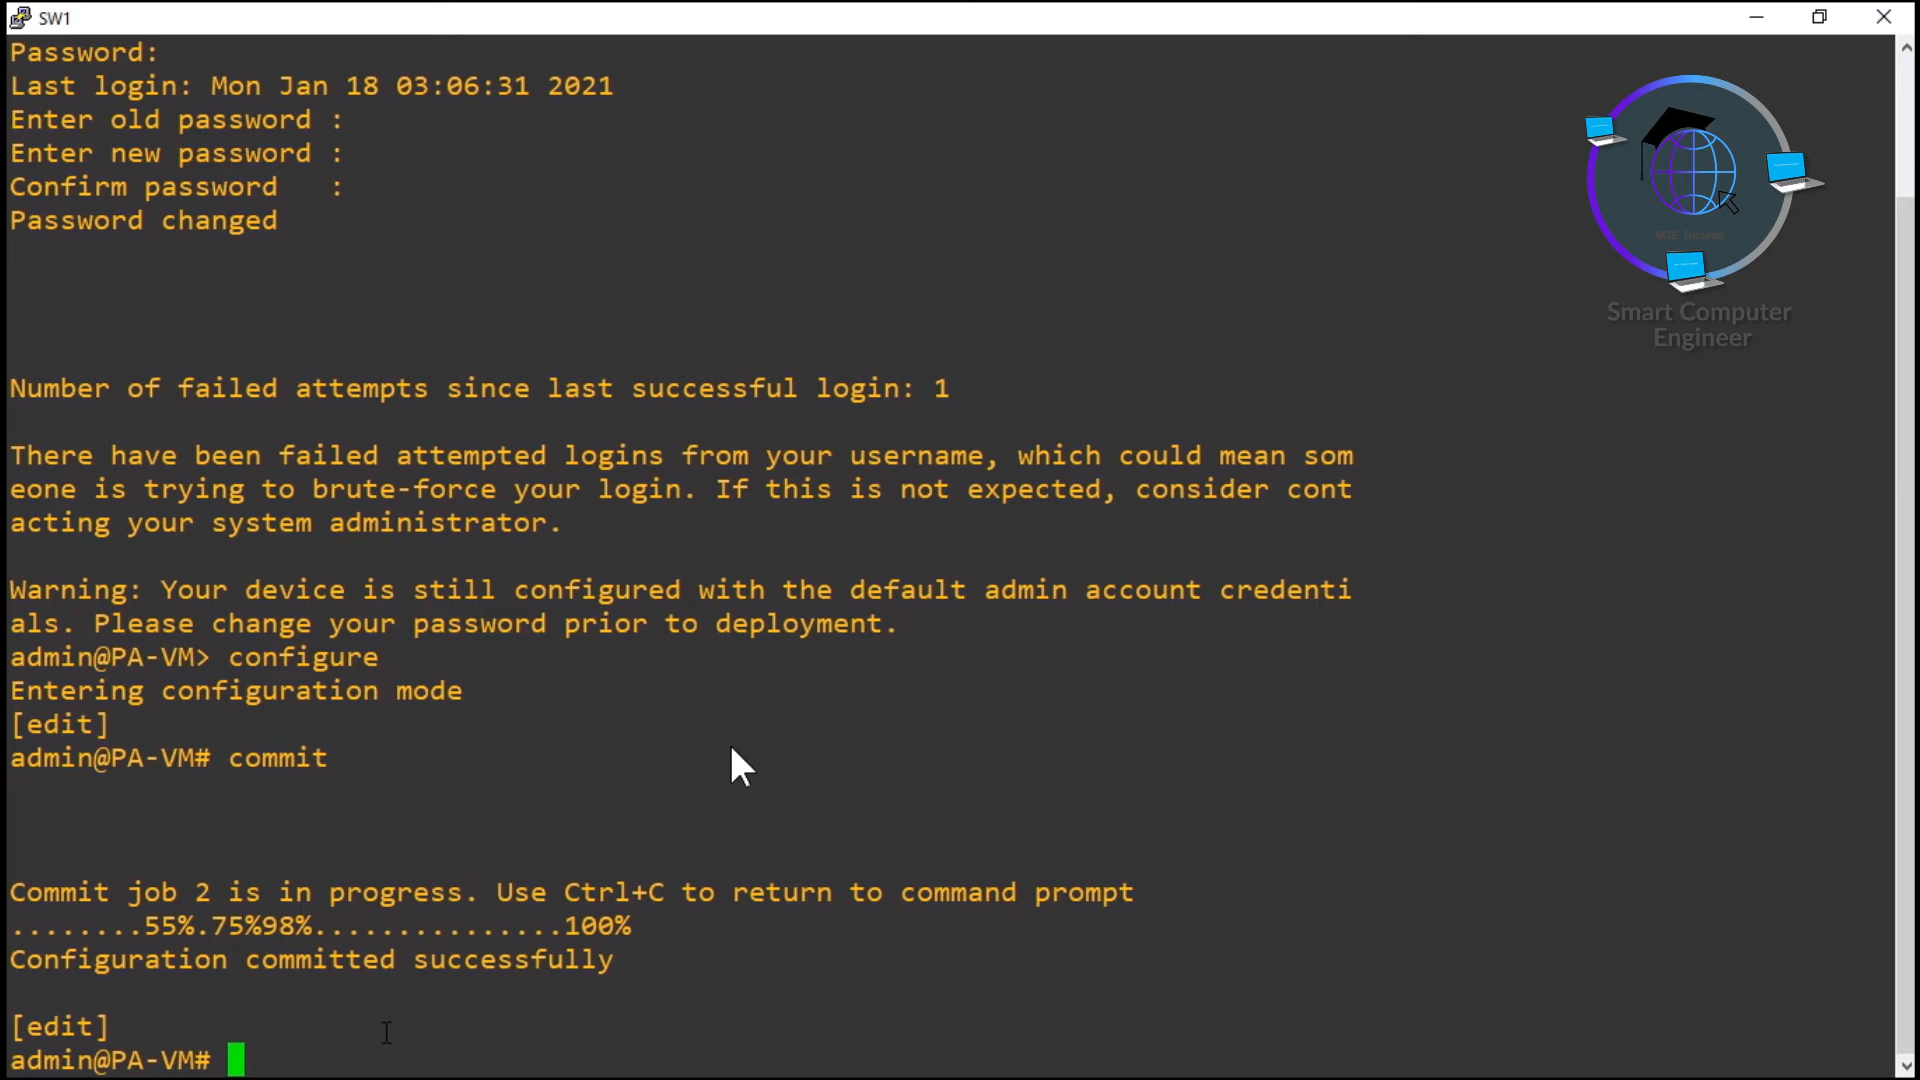 SW1
Password:
Last login: Mon Jan 18 03:06:31 2021
Enter old password :
Enter new password :
Confirm password   :
Password changed
SCE Tutorial
Smart Computer
Engineer
Number of failed attempts since last successful login: 1
There have been failed attempted logins from your username, which could mean som
eone is trying to brute-force your login. If this is not expected, consider cont
acting your system administrator.
Warning: Your device is still configured with the default admin account credenti
als. Please change your password prior to deployment.
admin@PA-VM> configure
Entering configuration mode
[edit]
admin@PA-VM# commit
Commit job 2 is in progress. Use Ctrl+C to return to command prompt
........55%.75%98%...............100%
Configuration committed successfully
[edit]
admin@PA-VM#